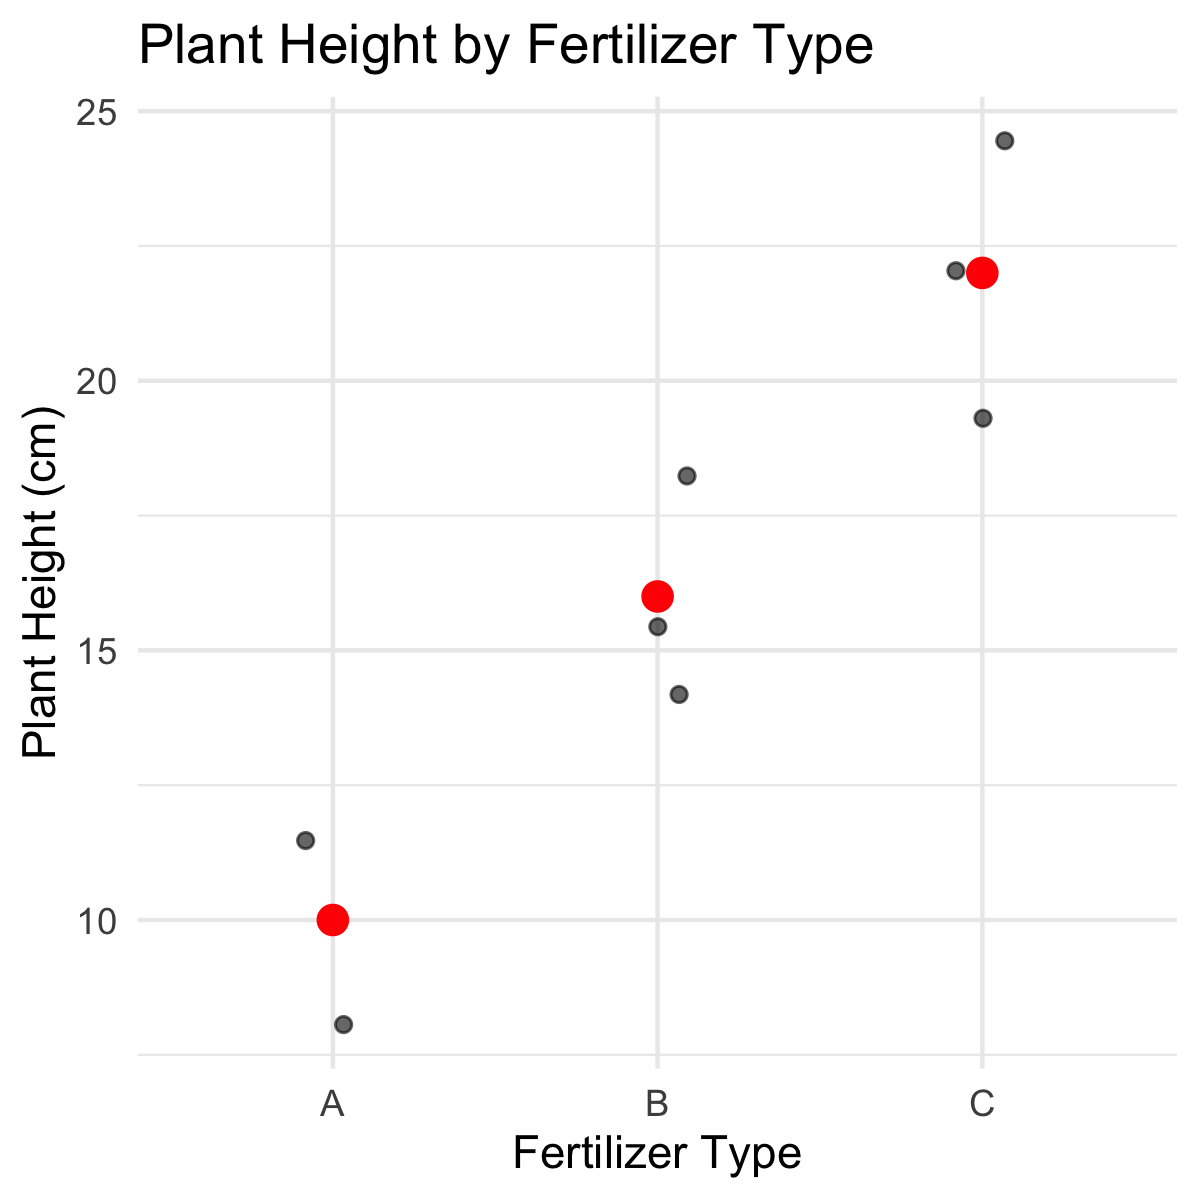 Plant Height by Fertilizer Type
25
20
15
10
Plant Height (cm)
A B C
Fertilizer Type